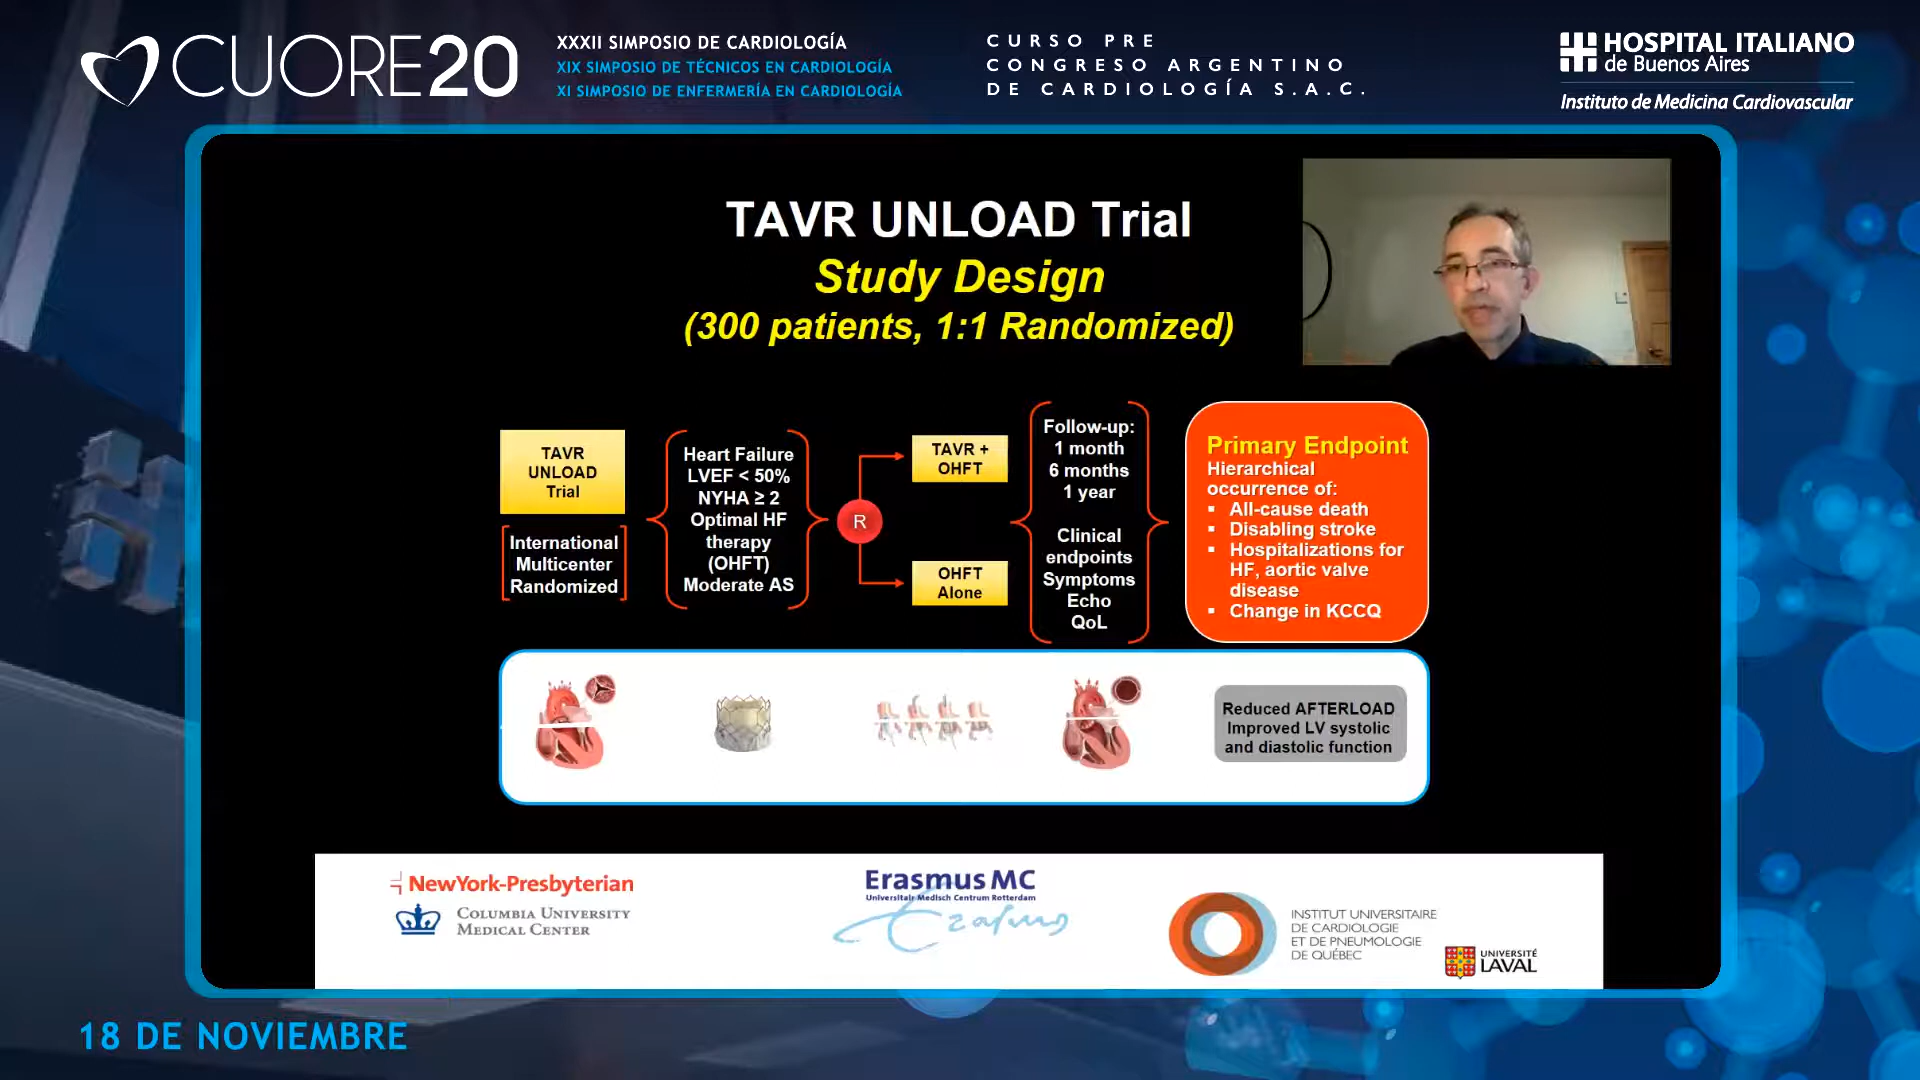 CUORE20
XXXII SIMPOSIO DE CARDIOLOGÍA
XIX SIMPOSIO DE TÉCNICOS EN CARDIOLOGÍA
XI SIMPOSIO DE ENFERMERÍA EN CARDIOLOGÍA
CURSO PRE
CONGRESO ARGENTINO
DE CARDIOLOGÍA S.A.C.
HOSPITAL ITALIANO
de Buenos Aires
Instituto de Medicina Cardiovascular
TAVR UNLOAD Trial
Study Design
(300 patients, 1:1 Randomized)
TAVR
UNLOAD
Trial
International
Multicenter
Randomized
Heart Failure
LVEF < 50%
NYHA ≥ 2
Optimal HF
therapy
(OHFT)
Moderate AS
R
TAVR +
OHFT
OHFT
Alone
Follow-up:
1 month
6 months
1 year
Clinical
endpoints
Symptoms
Echo
QoL
Primary Endpoint
Hierarchical
occurrence of:
▪ All-cause death
▪ Disabling stroke
▪ Hospitalizations for
HF, aortic valve
disease
▪ Change in KCCQ
Reduced AFTERLOAD
Improved LV systolic
and diastolic function
NewYork-Presbyterian
COLUMBIA UNIVERSITY
MEDICAL CENTER
Erasmus MC
Universitair Medisch Centrum Rotterdam
Erasmus
INSTITUT UNIVERSITAIRE
DE CARDIOLOGIE
ET DE PNEUMOLOGIE
DE QUÉBEC
UNIVERSITÉ
LAVAL
18 DE NOVIEMBRE